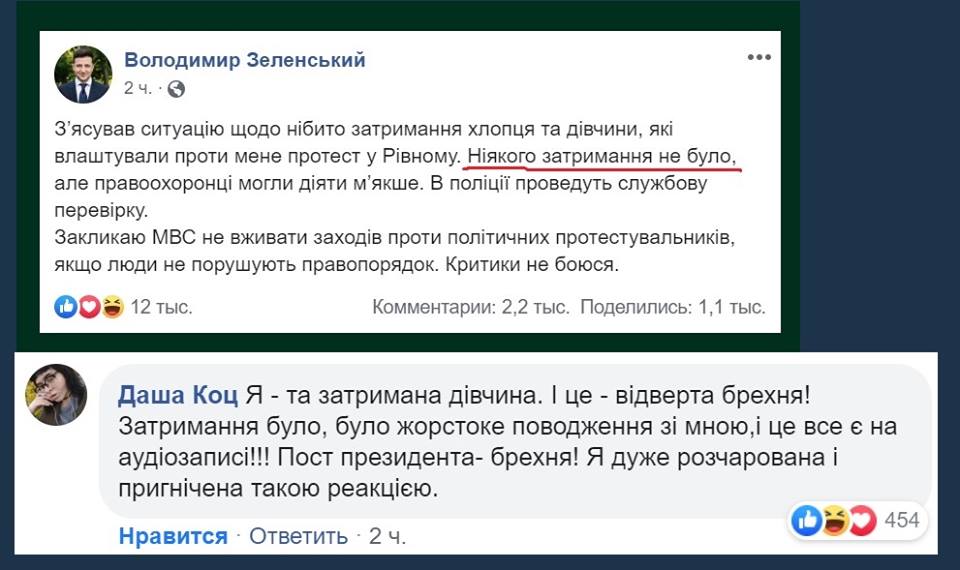 Володимир Зеленський
2 ч. ·
З’ясував ситуацію щодо нібито затримання хлопця та дівчини, які
влаштували проти мене протест у Рівному. Ніякого затримання не було,
але правоохоронці могли діяти м’якше. В поліції проведуть службову
перевірку.
Закликаю МВС не вживати заходів проти політичних протестувальників,
якщо люди не порушують правопорядок. Критики не боюся.
12 тыс. Комментарии: 2,2 тыс. Поделились: 1,1 тыс.
Даша Коц Я - та затримана дівчина. І це - відверта брехня!
Затримання було, було жорстоке поводження зі мною,і це все є на
аудіозаписі!!! Пост президента- брехня! Я дуже розчарована і
пригнічена такою реакцією.
454
Нравится · Ответить · 2 ч.